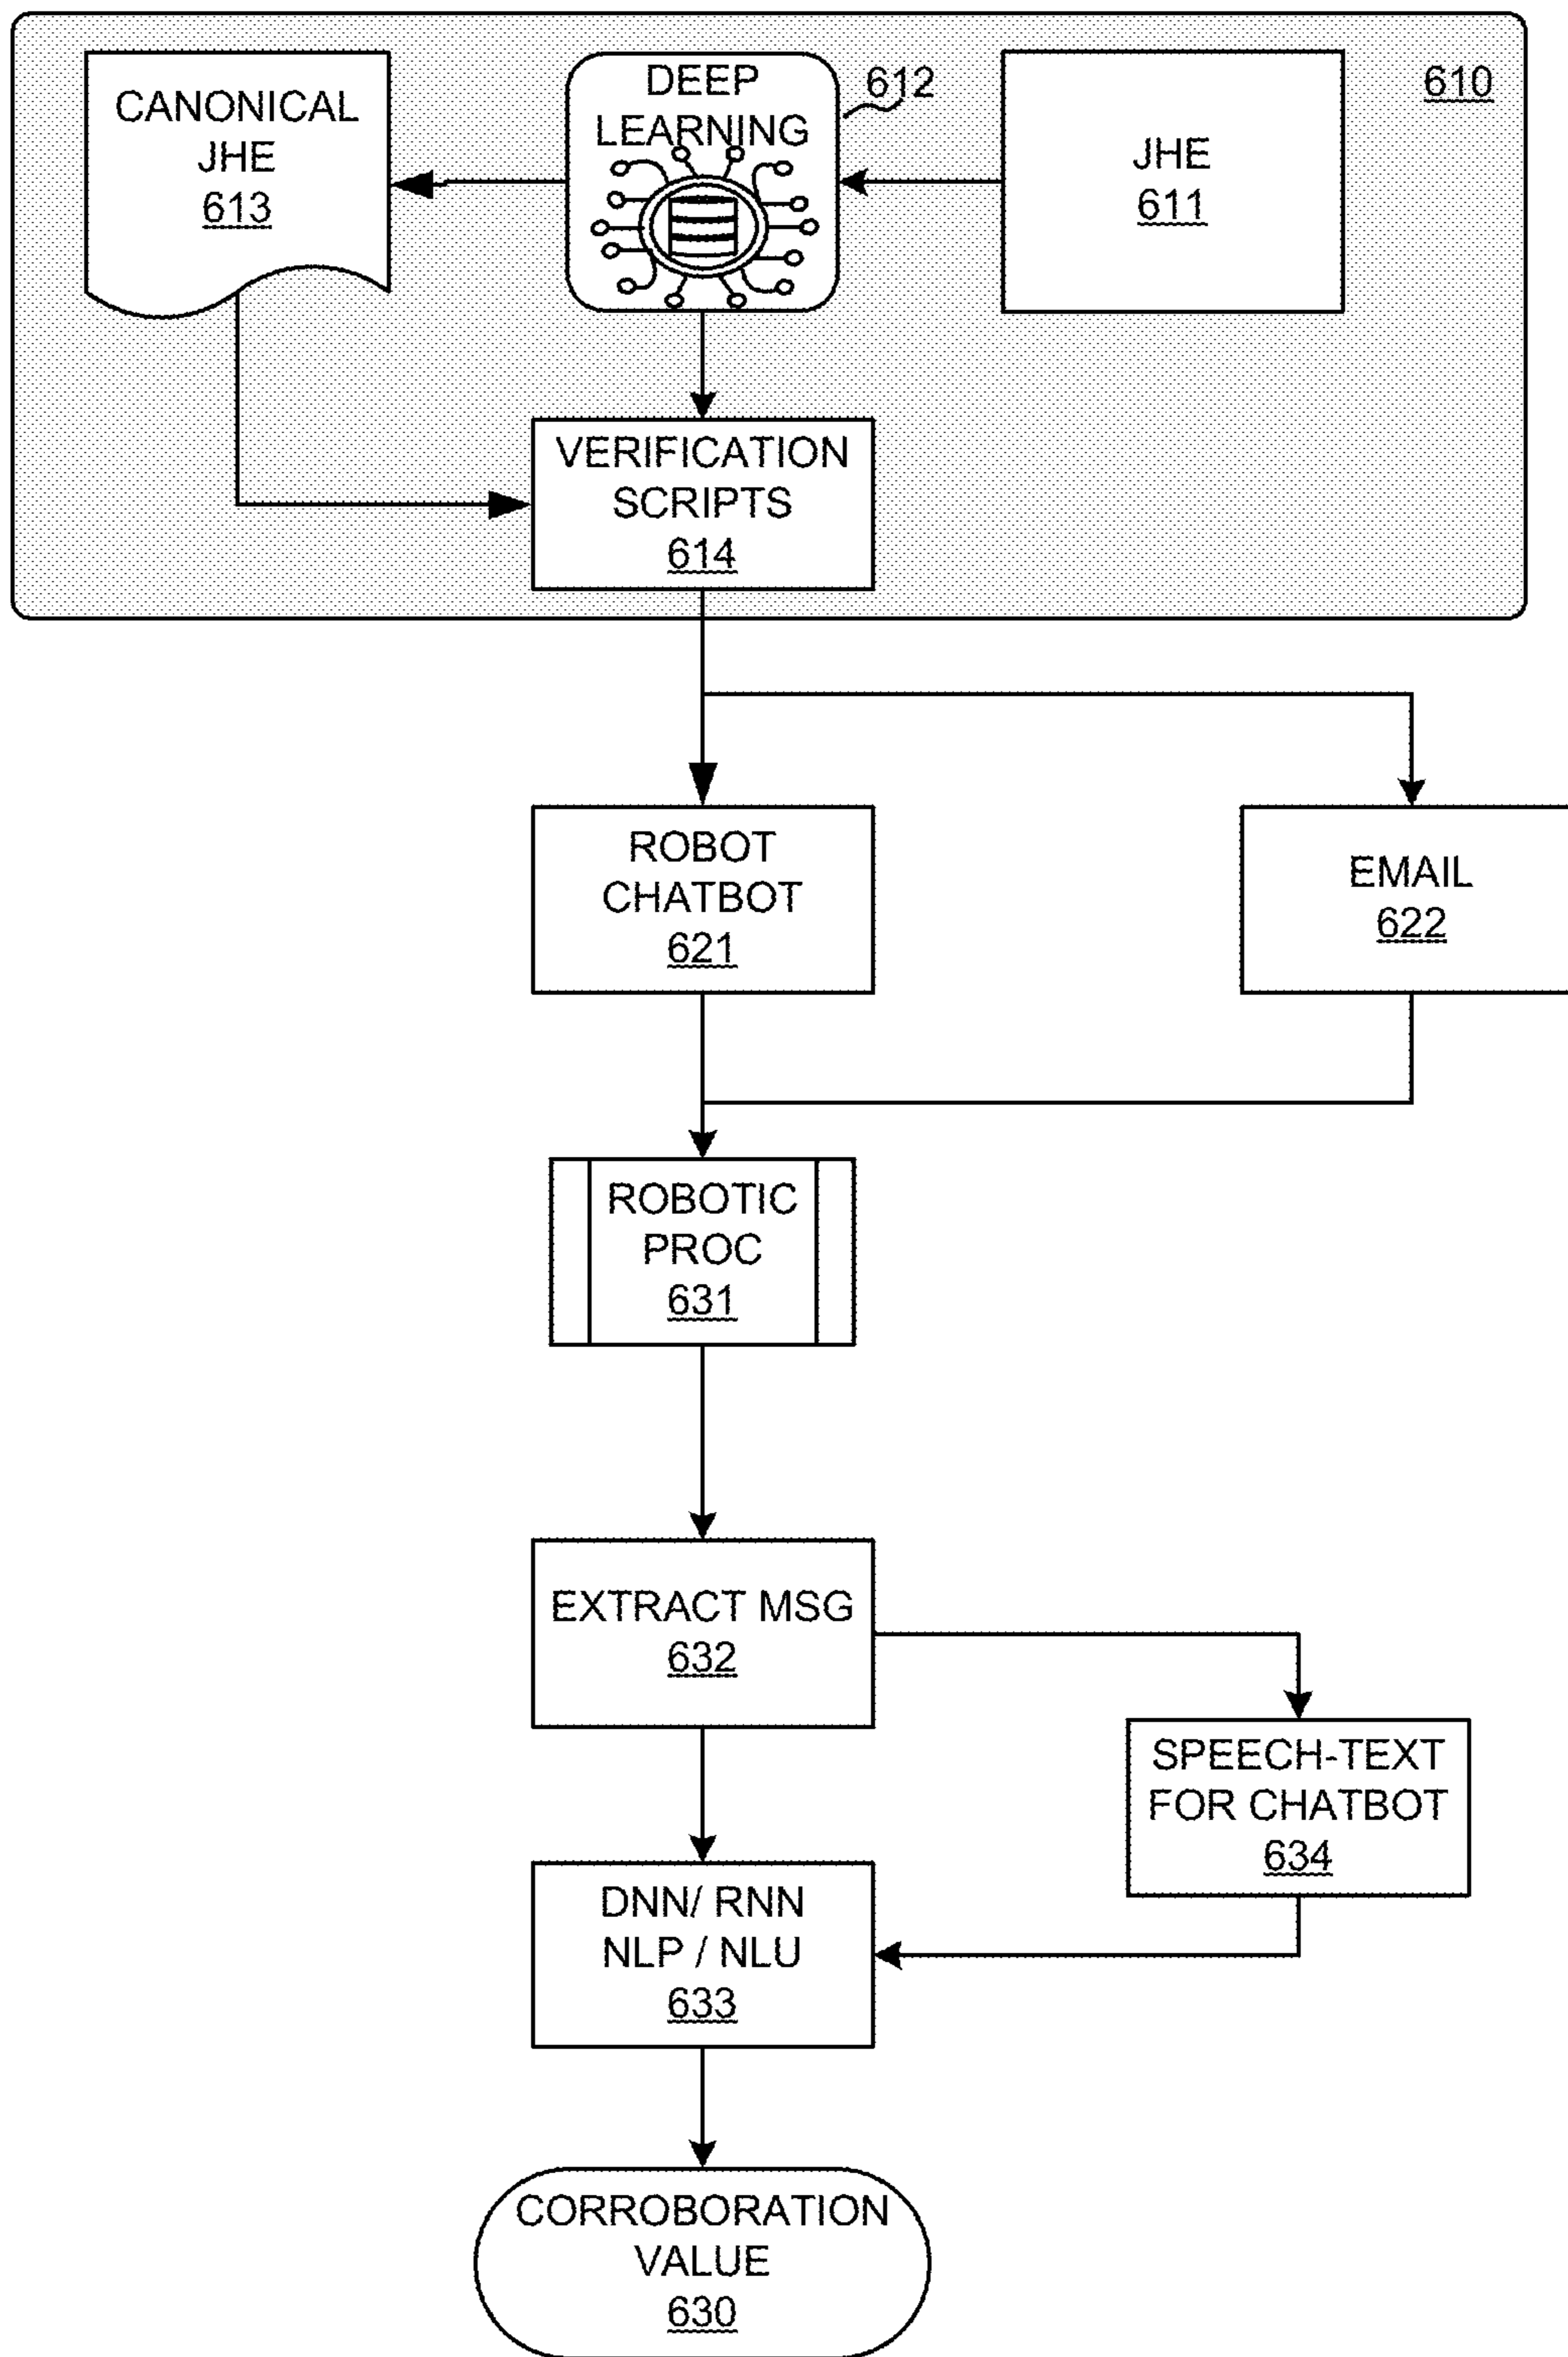 CANONICAL
JHE
613
DEEP
LEARNING
612
JHE
611
610
VERIFICATION
SCRIPTS
614
ROBOT
CHATBOT
621
EMAIL
622
ROBOTIC
PROC
631
EXTRACT MSG
632
SPEECH-TEXT
FOR CHATBOT
634
DNN/ RNN
NLP / NLU
633
CORROBORATION
VALUE
630